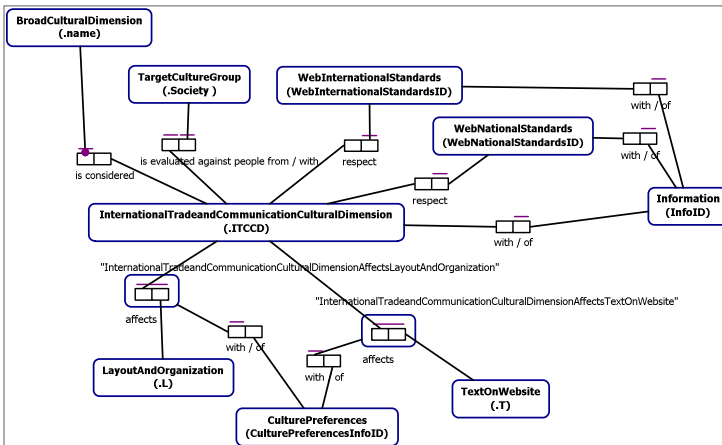 BroadCulturalDimension
(.name)
TargetCultureGroup
(.Society )
WebInternationalStandards
(WebInternationalStandardsID)
with / of
WebNationalStandards
(WebNationalStandardsID)
with / of
is evaluated against people from / with
respect
is considered
respect
Information
(InfoID)
InternationalTradeandCommunicationCulturalDimension
(.ITCCD)
with / of
"InternationalTradeandCommunicationCulturalDimensionAffectsLayoutAndOrganization"
"InternationalTradeandCommunicationCulturalDimensionAffectsTextOnWebsite"
affects
with / of
affects
LayoutAndOrganization
(.L)
with / of
TextOnWebsite
(.T)
CulturePreferences
(CulturePreferencesInfoID)